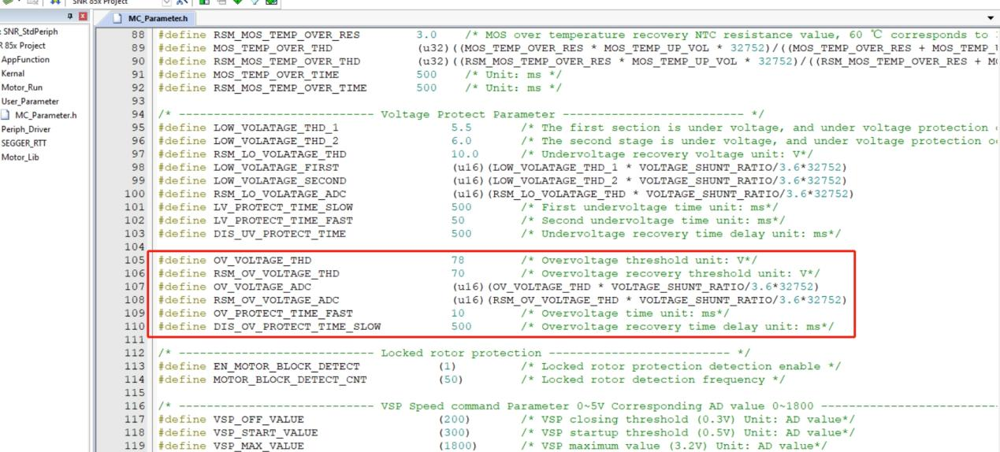 SNR 85x Project
MC_Parameter.h
SNR_StdPeriph
R 85x Project
AppFunction
Kernal
Motor_Run
User_Parameter
MC_Parameter.h
Periph_Driver
SEGGER_RTT
Motor_Lib
88 #define RSM_MOS_TEMP_OVER_RES 3.0 /* MOS over temperature recovery NTC resistance value, 60 ℃ corresponds to
89 #define MOS_TEMP_OVER_THD (u32)((MOS_TEMP_OVER_RES * MOS_TEMP_UP_VOL * 32752)/((MOS_TEMP_OVER_RES + MOS_TEMP_
90 #define RSM_MOS_TEMP_OVER_THD (u32)((RSM_MOS_TEMP_OVER_RES * MOS_TEMP_UP_VOL * 32752)/((RSM_MOS_TEMP_OVER_RES + M
91 #define MOS_TEMP_OVER_TIME 500 /* Unit: ms */
92 #define RSM_MOS_TEMP_OVER_TIME 500 /* Unit: ms */
93
94 /* ---------------------------- Voltage Protect Parameter -------------------------- */
95 #define LOW_VOLATAGE_THD_1 5.5 /* The first section is under voltage, and under voltage protection
96 #define LOW_VOLATAGE_THD_2 6.0 /* The second stage is under voltage, and under voltage protection o
97 #define RSM_LO_VOLATAGE_THD 10.0 /* Undervoltage recovery voltage unit: V*/
98 #define LOW_VOLATAGE_FIRST (u16)(LOW_VOLATAGE_THD_1 * VOLTAGE_SHUNT_RATIO/3.6*32752)
99 #define LOW_VOLATAGE_SECOND (u16)(LOW_VOLATAGE_THD_2 * VOLTAGE_SHUNT_RATIO/3.6*32752)
100 #define RSM_LO_VOLATAGE_ADC (u16)(RSM_LO_VOLATAGE_THD * VOLTAGE_SHUNT_RATIO/3.6*32752)
101 #define LV_PROTECT_TIME_SLOW 500 /* First undervoltage time unit: ms*/
102 #define LV_PROTECT_TIME_FAST 50 /* Second undervoltage time unit: ms*/
103 #define DIS_UV_PROTECT_TIME 500 /* Undervoltage recovery time delay unit: ms*/
104
105 #define OV_VOLTAGE_THD 78 /* Overvoltage threshold unit: V*/
106 #define RSM_OV_VOLTAGE_THD 70 /* Overvoltage recovery threshold unit: V*/
107 #define OV_VOLTAGE_ADC (u16)(OV_VOLTAGE_THD * VOLTAGE_SHUNT_RATIO/3.6*32752)
108 #define RSM_OV_VOLTAGE_ADC (u16)(RSM_OV_VOLTAGE_THD * VOLTAGE_SHUNT_RATIO/3.6*32752)
109 #define OV_PROTECT_TIME_FAST 10 /* Overvoltage time unit: ms*/
110 #define DIS_OV_PROTECT_TIME_SLOW 500 /* Overvoltage recovery time delay unit: ms*/
111
112 /* ---------------------------- Locked rotor protection -------------------------- */
113 #define EN_MOTOR_BLOCK_DETECT (1) /* Locked rotor protection detection enable */
114 #define MOTOR_BLOCK_DETECT_CNT (50) /* Locked rotor detection frequency */
115
116 /* ---------------------------- VSP Speed command Parameter 0~5V Corresponding AD value 0~1800 --------------------------
117 #define VSP_OFF_VALUE (200) /* VSP closing threshold (0.3V) Unit: AD value*/
118 #define VSP_START_VALUE (300) /* VSP startup threshold (0.5V) Unit: AD value*/
119 #define VSP_MAX_VALUE (1800) /* VSP maximum value (3.2V) Unit: AD value*/